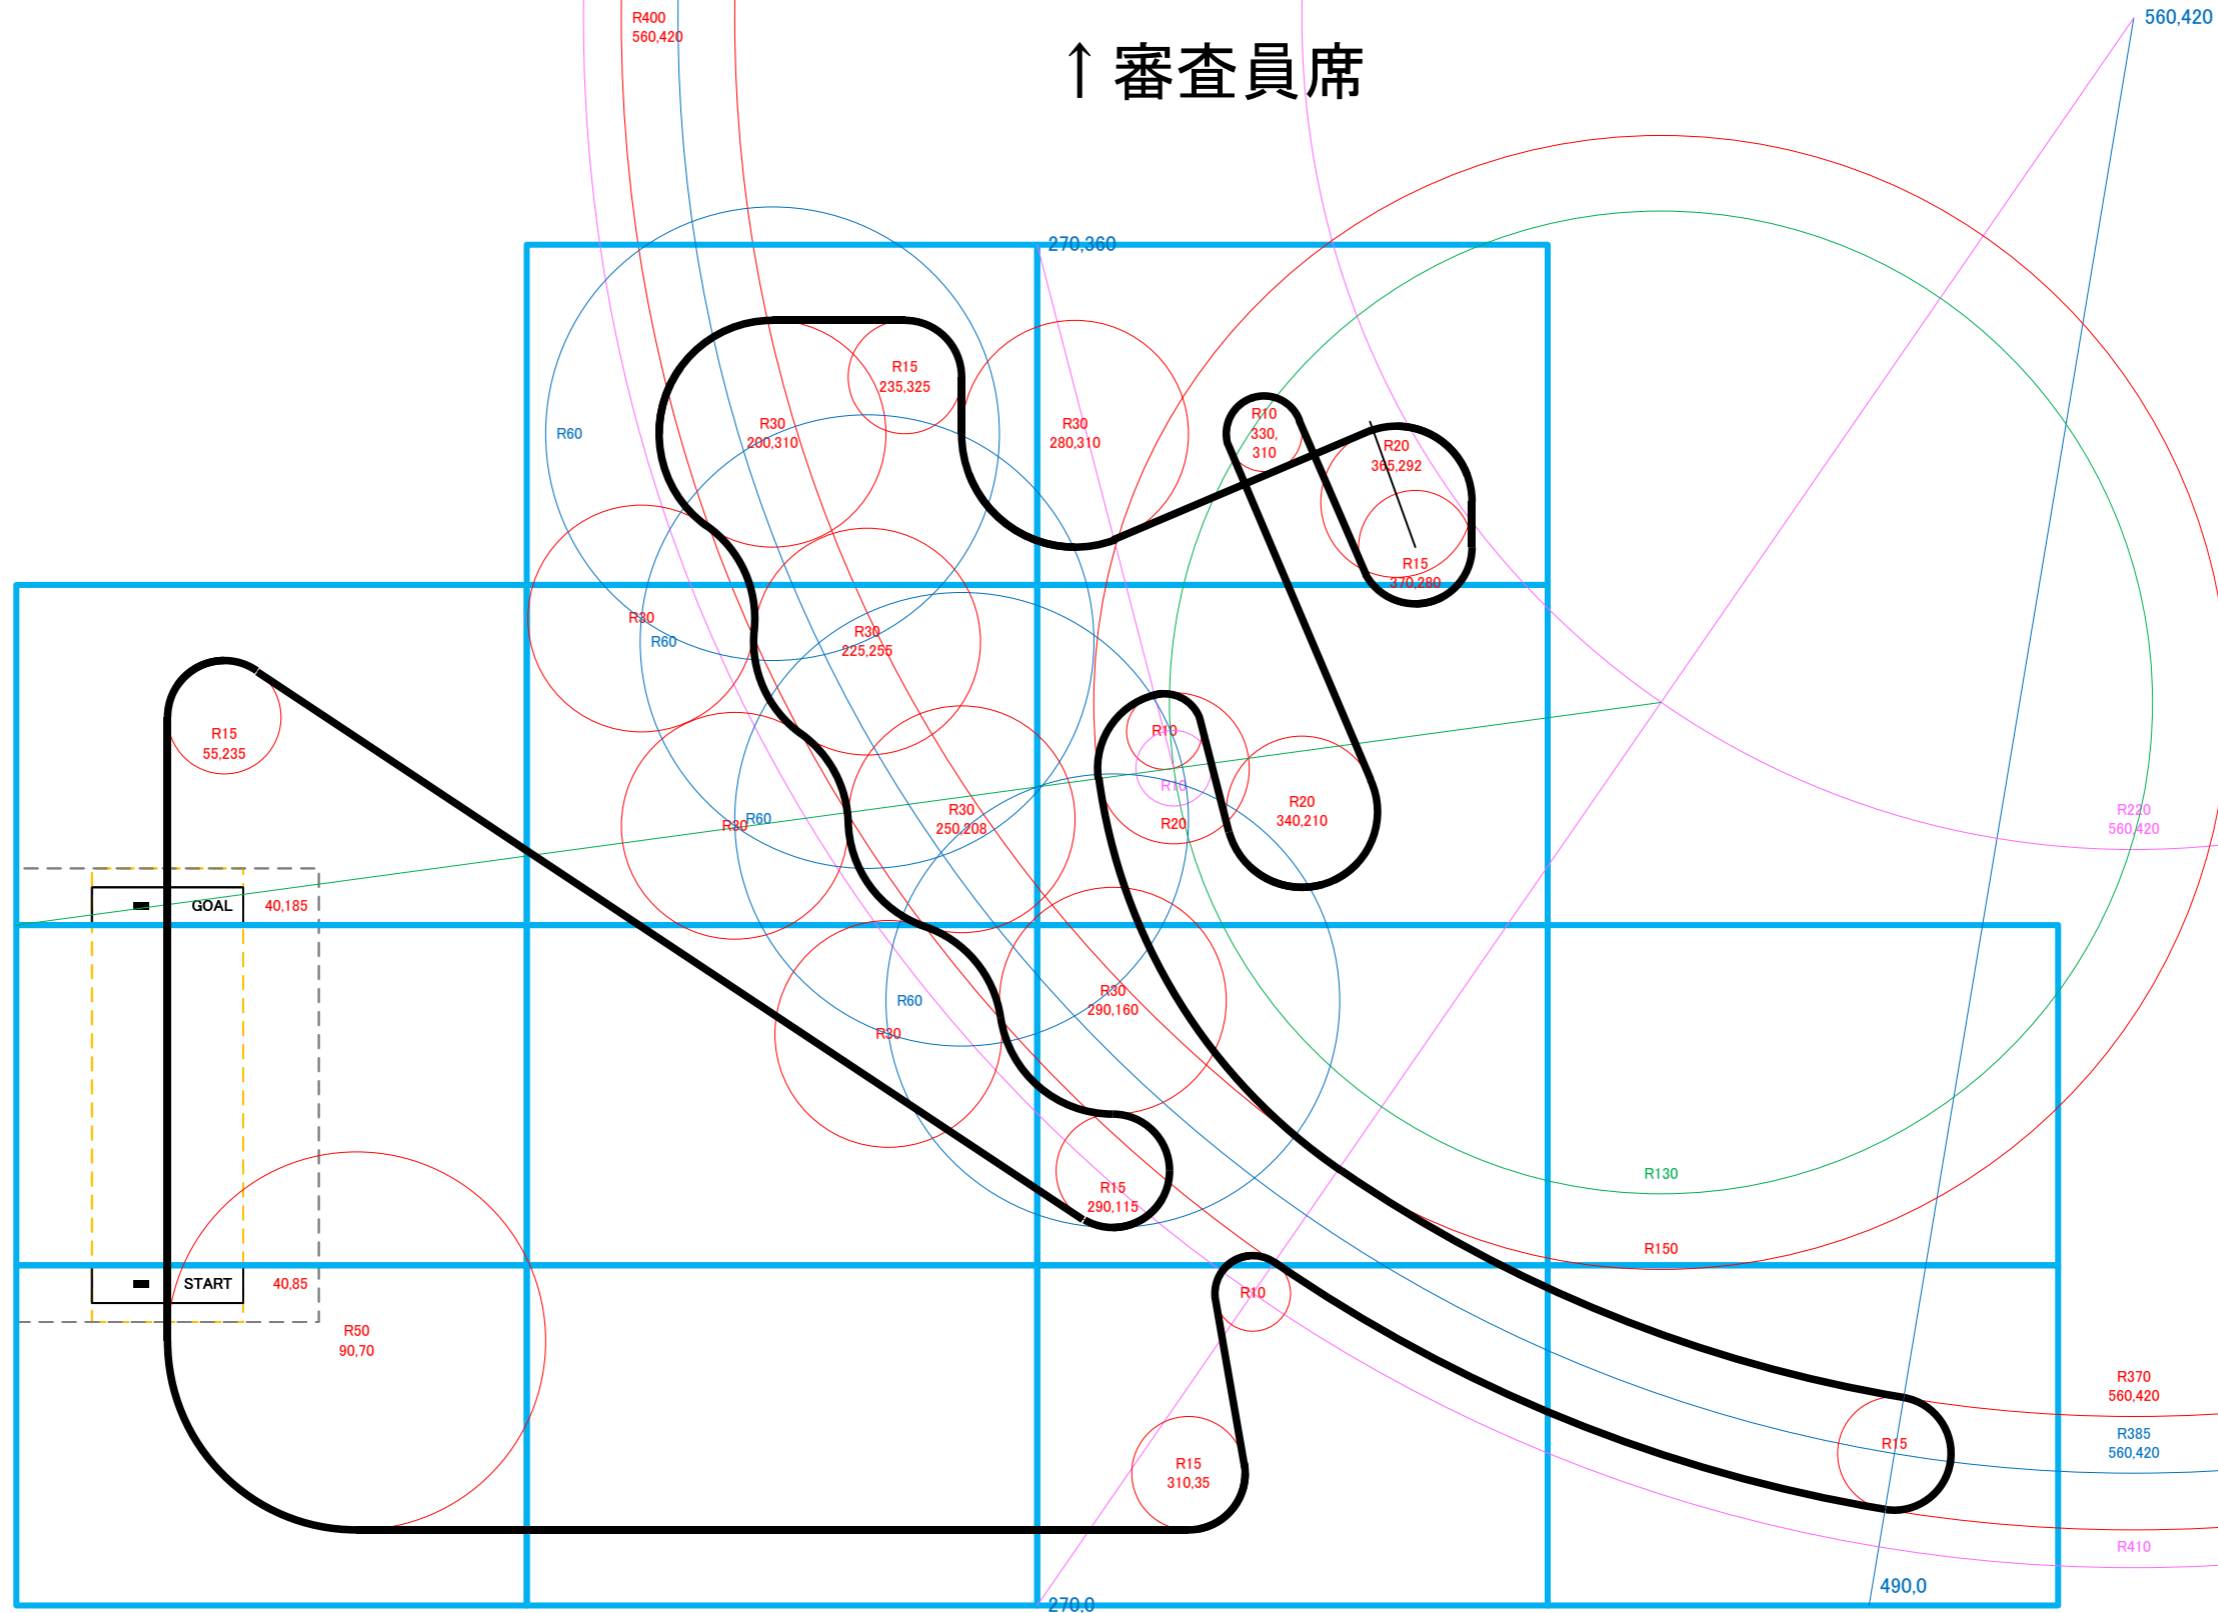 R400
560,420
560,420
↑審査員席
270,360
R15
235,325
R30
200,310
R30
280,310
R60
R10
330,
310
R20
365,292
R15
370,280
R30
R60
R30
225,255
R15
55,235
R10
R10
R20
R20
340,210
R220
560,420
R30
R60
R30
250,208
GOAL
40,185
R60
R30
R30
290,160
R130
R15
290,115
R150
START
40,85
R10
R50
90,70
R370
560,420
R385
560,420
R15
R15
310,35
R410
490,0
270,0